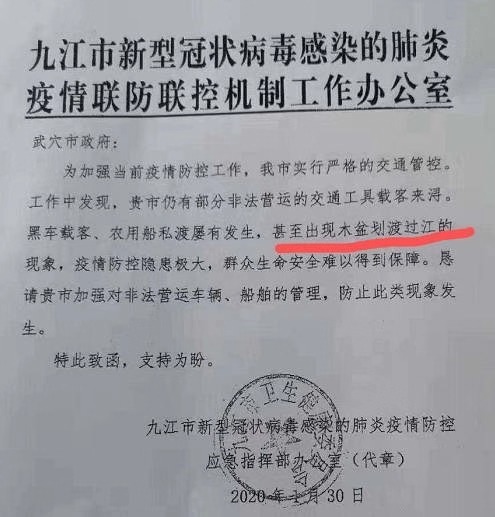 九江市新型冠状病毒感染的肺炎
疫情联防联控机制工作办公室
武穴市政府：
为加强当前疫情防控工作，我市实行严格的交通管控。
工作中发现，贵市仍有部分非法营运的交通工具载客来浔。
黑车载客、农用船私渡屡有发生，甚至出现木盆划渡过江的
现象，疫情防控隐患极大，群众生命安全难以得到保障。恳
请贵市加强对非法营运车辆、船舶的管理，防止此类现象发
生。
特此致函，支持为盼。
九江市新型冠状病毒感染的肺炎疫情防控
应急指挥部办公室（代章）
2020年1月30日